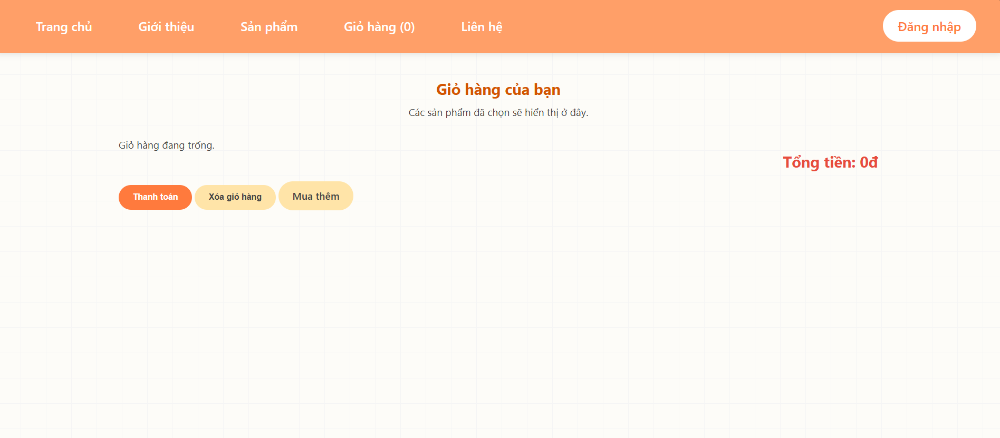 Trang chủ Giới thiệu Sản phẩm Giỏ hàng (0) Liên hệ Đăng nhập
Giỏ hàng của bạn
Các sản phẩm đã chọn sẽ hiển thị ở đây.
Giỏ hàng đang trống.
Tổng tiền: 0đ
Thanh toán Xóa giỏ hàng Mua thêm